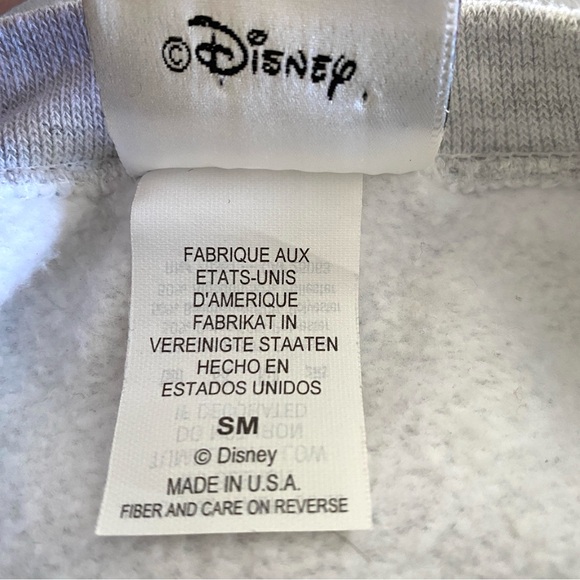 ©Disney
FABRIQUE AUX
ETATS-UNIS
D'AMERIQUE
FABRIKAT IN
VEREINIGTE STAATEN
HECHO EN
ESTADOS UNIDOS
SM
© Disney
MADE IN U.S.A.
FIBER AND CARE ON REVERSE